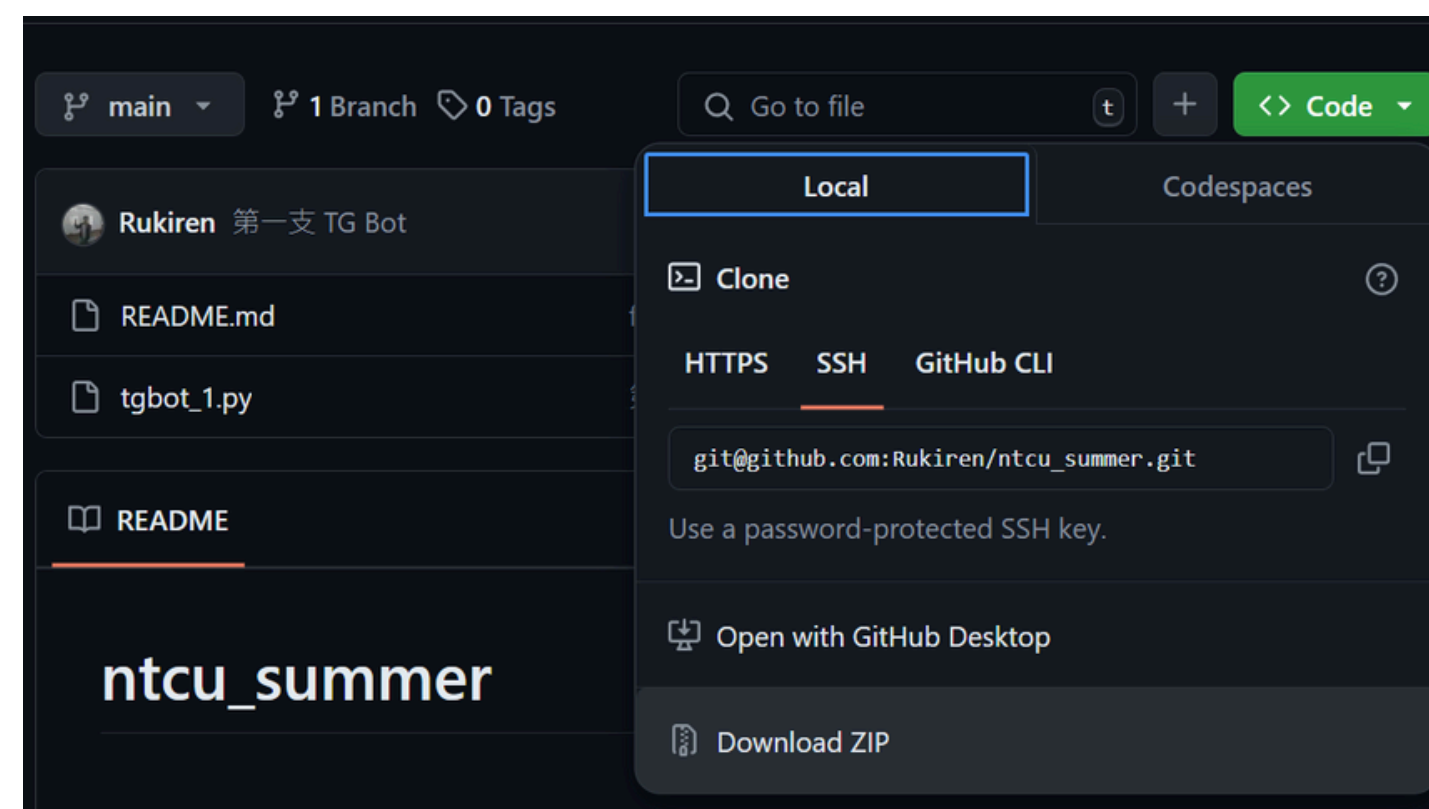 main 1 Branch 0 Tags Go to file t + <> Code
Local Codespaces
Rukiren 第一支 TG Bot
Clone
README.md
HTTPS SSH GitHub CLI
tgbot_1.py
git@github.com:Rukiren/ntcu_summer.git
README
Use a password-protected SSH key.
Open with GitHub Desktop
ntcu_summer
Download ZIP